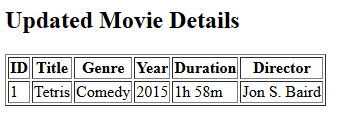 Updated Movie Details
ID Title Genre Year Duration Director
1 Tetris Comedy 2015 1h 58m Jon S. Baird